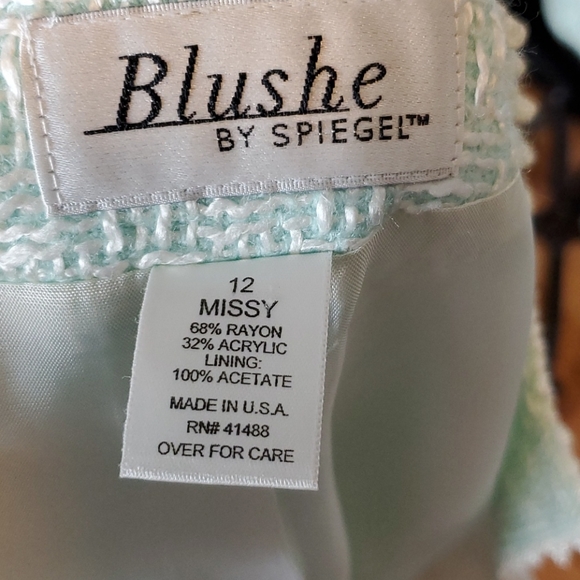 Blushe
BY SPIEGEL™
12
MISSY
68% RAYON
32% ACRYLIC
LINING:
100% ACETATE
MADE IN U.S.A.
RN# 41488
OVER FOR CARE